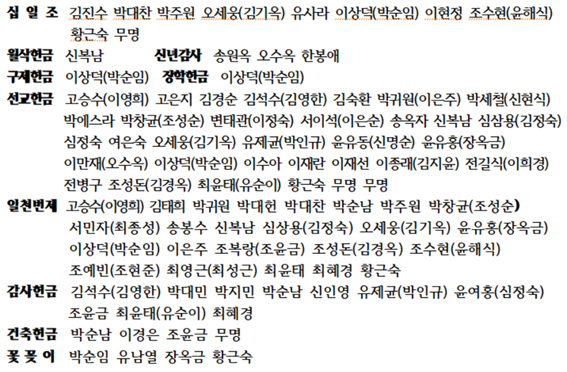 십 일 조 김진수 박대찬 박주원 오세웅(김기옥) 유사라 이상덕(박순임) 이현정 조수현(윤해식)
황근숙 무명
월삭헌금 신복남 신년감사 송원옥 오수옥 한봉애
구제헌금 이상덕(박순임) 장학헌금 이상덕(박순임)
선교헌금 고승수(이영희) 고은지 김경순 김석수(김영한) 김숙환 박귀원(이은주) 박세철(신현식)
박에스라 박창균(조성순) 변태관(이정숙) 서이석(이은순) 송옥자 신복남 심삼용(김정숙)
심정숙 여은숙 오세웅(김기옥) 유제균(박인규) 윤유동(신명순) 윤유홍(장옥금)
이만재(오수옥) 이상덕(박순임) 이수아 이재란 이재선 이종래(김지윤) 전길식(이희경)
전병구 조성돈(김경옥) 최윤태(유순이) 황근숙 무명 무명
일천번제 고승수(이영희) 김태희 박귀원 박대헌 박대찬 박순남 박주원 박창균(조성순)
서민자(최종성) 송봉수 신복남 심상용(김정숙) 오세웅(김기옥) 윤유홍(장옥금)
이상덕(박순임) 이은주 조복랑(조윤금) 조성돈(김경옥) 조수현(윤해식)
조예빈(조현준) 최영근(최성근) 최윤태 최혜경 황근숙
감사헌금 김석수(김영한) 박대민 박지민 박순남 신인영 유제균(박인규) 윤여홍(심정숙)
조윤금 최윤태(유순이) 최혜경
건축헌금 박순남 이경은 조윤금 무명
꽃 꽂 이 박순임 유남열 장옥금 황근숙